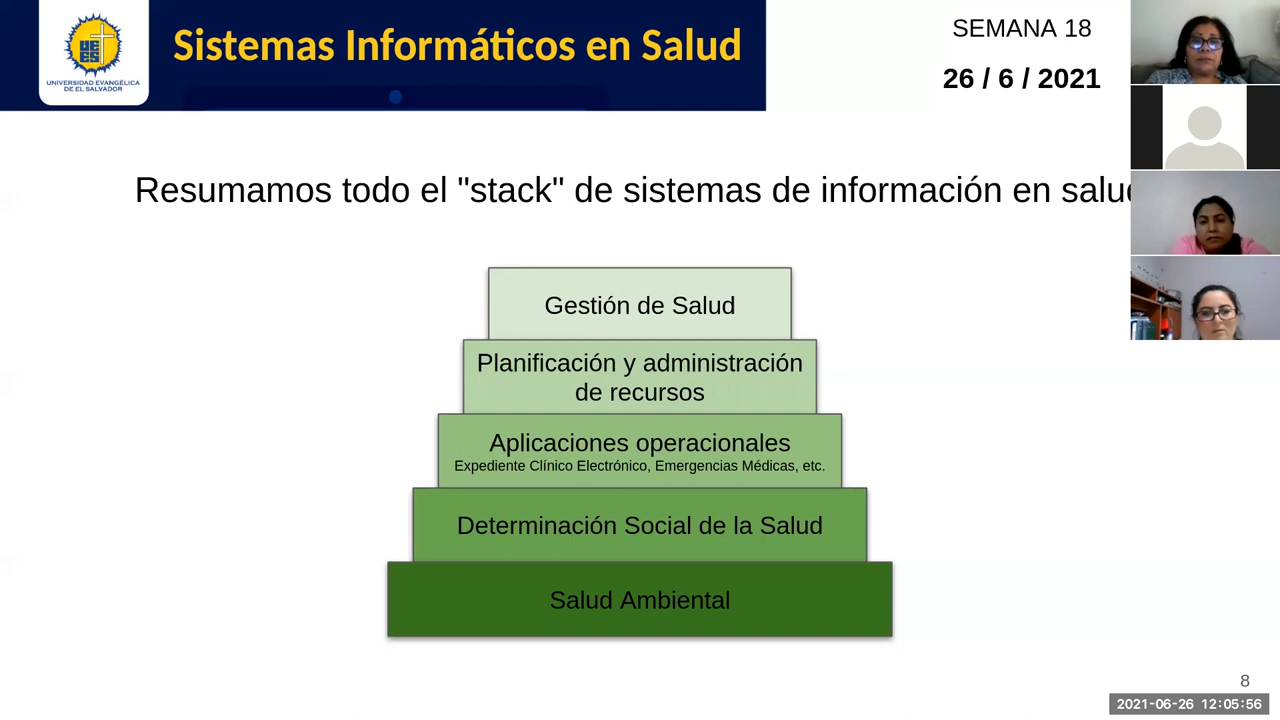 Sistemas Informáticos en Salud
UNIVERSIDAD EVANGÉLICA
DE EL SALVADOR
SEMANA 18
26 / 6 / 2021
Resumamos todo el "stack" de sistemas de información en
Gestión de Salud
Planificación y administración
de recursos
Aplicaciones operacionales
Expediente Clínico Electrónico, Emergencias Médicas, etc.
Determinación Social de la Salud
Salud Ambiental
8
2021-06-26 12:05:56